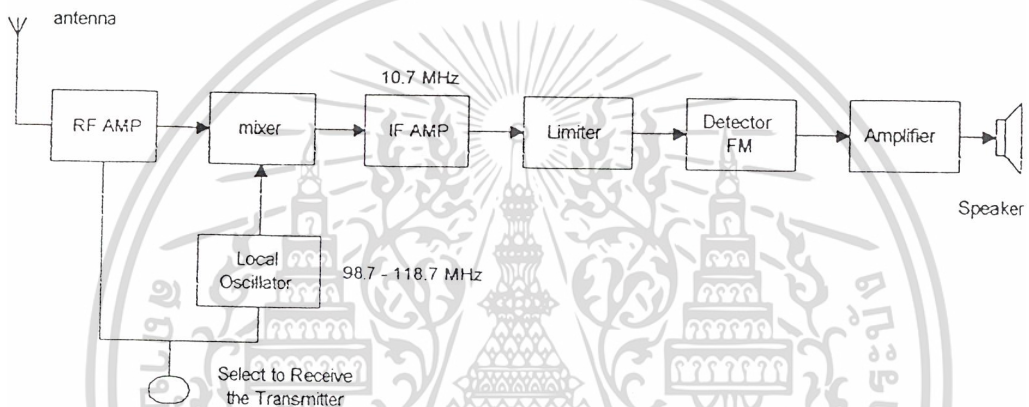 antenna
10.7 MHz
RF AMP
mixer
IF AMP
Limiter
Detector
FM
Amplifier
Speaker
Local
Oscillator
98.7 - 118.7 MHz
Select to Receive
the Transmitter